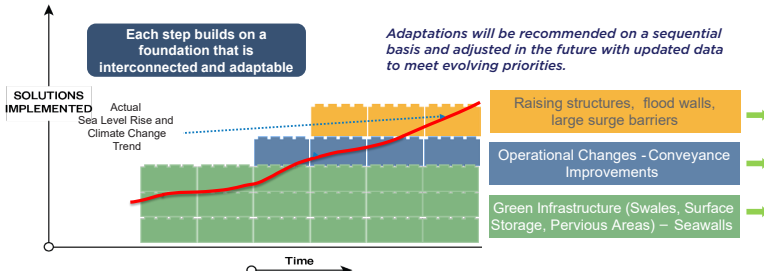 Each step builds on a
foundation that is
interconnected and adaptable
Adaptations will be recommended on a sequential
basis and adjusted in the future with updated data
to meet evolving priorities.
SOLUTIONS
IMPLEMENTED
Actual
Sea Level Rise and
Climate Change
Trend
Raising structures, flood walls,
large surge barriers
Operational Changes - Conveyance
Improvements
Green Infrastructure (Swales, Surface
Storage, Pervious Areas) – Seawalls
Time